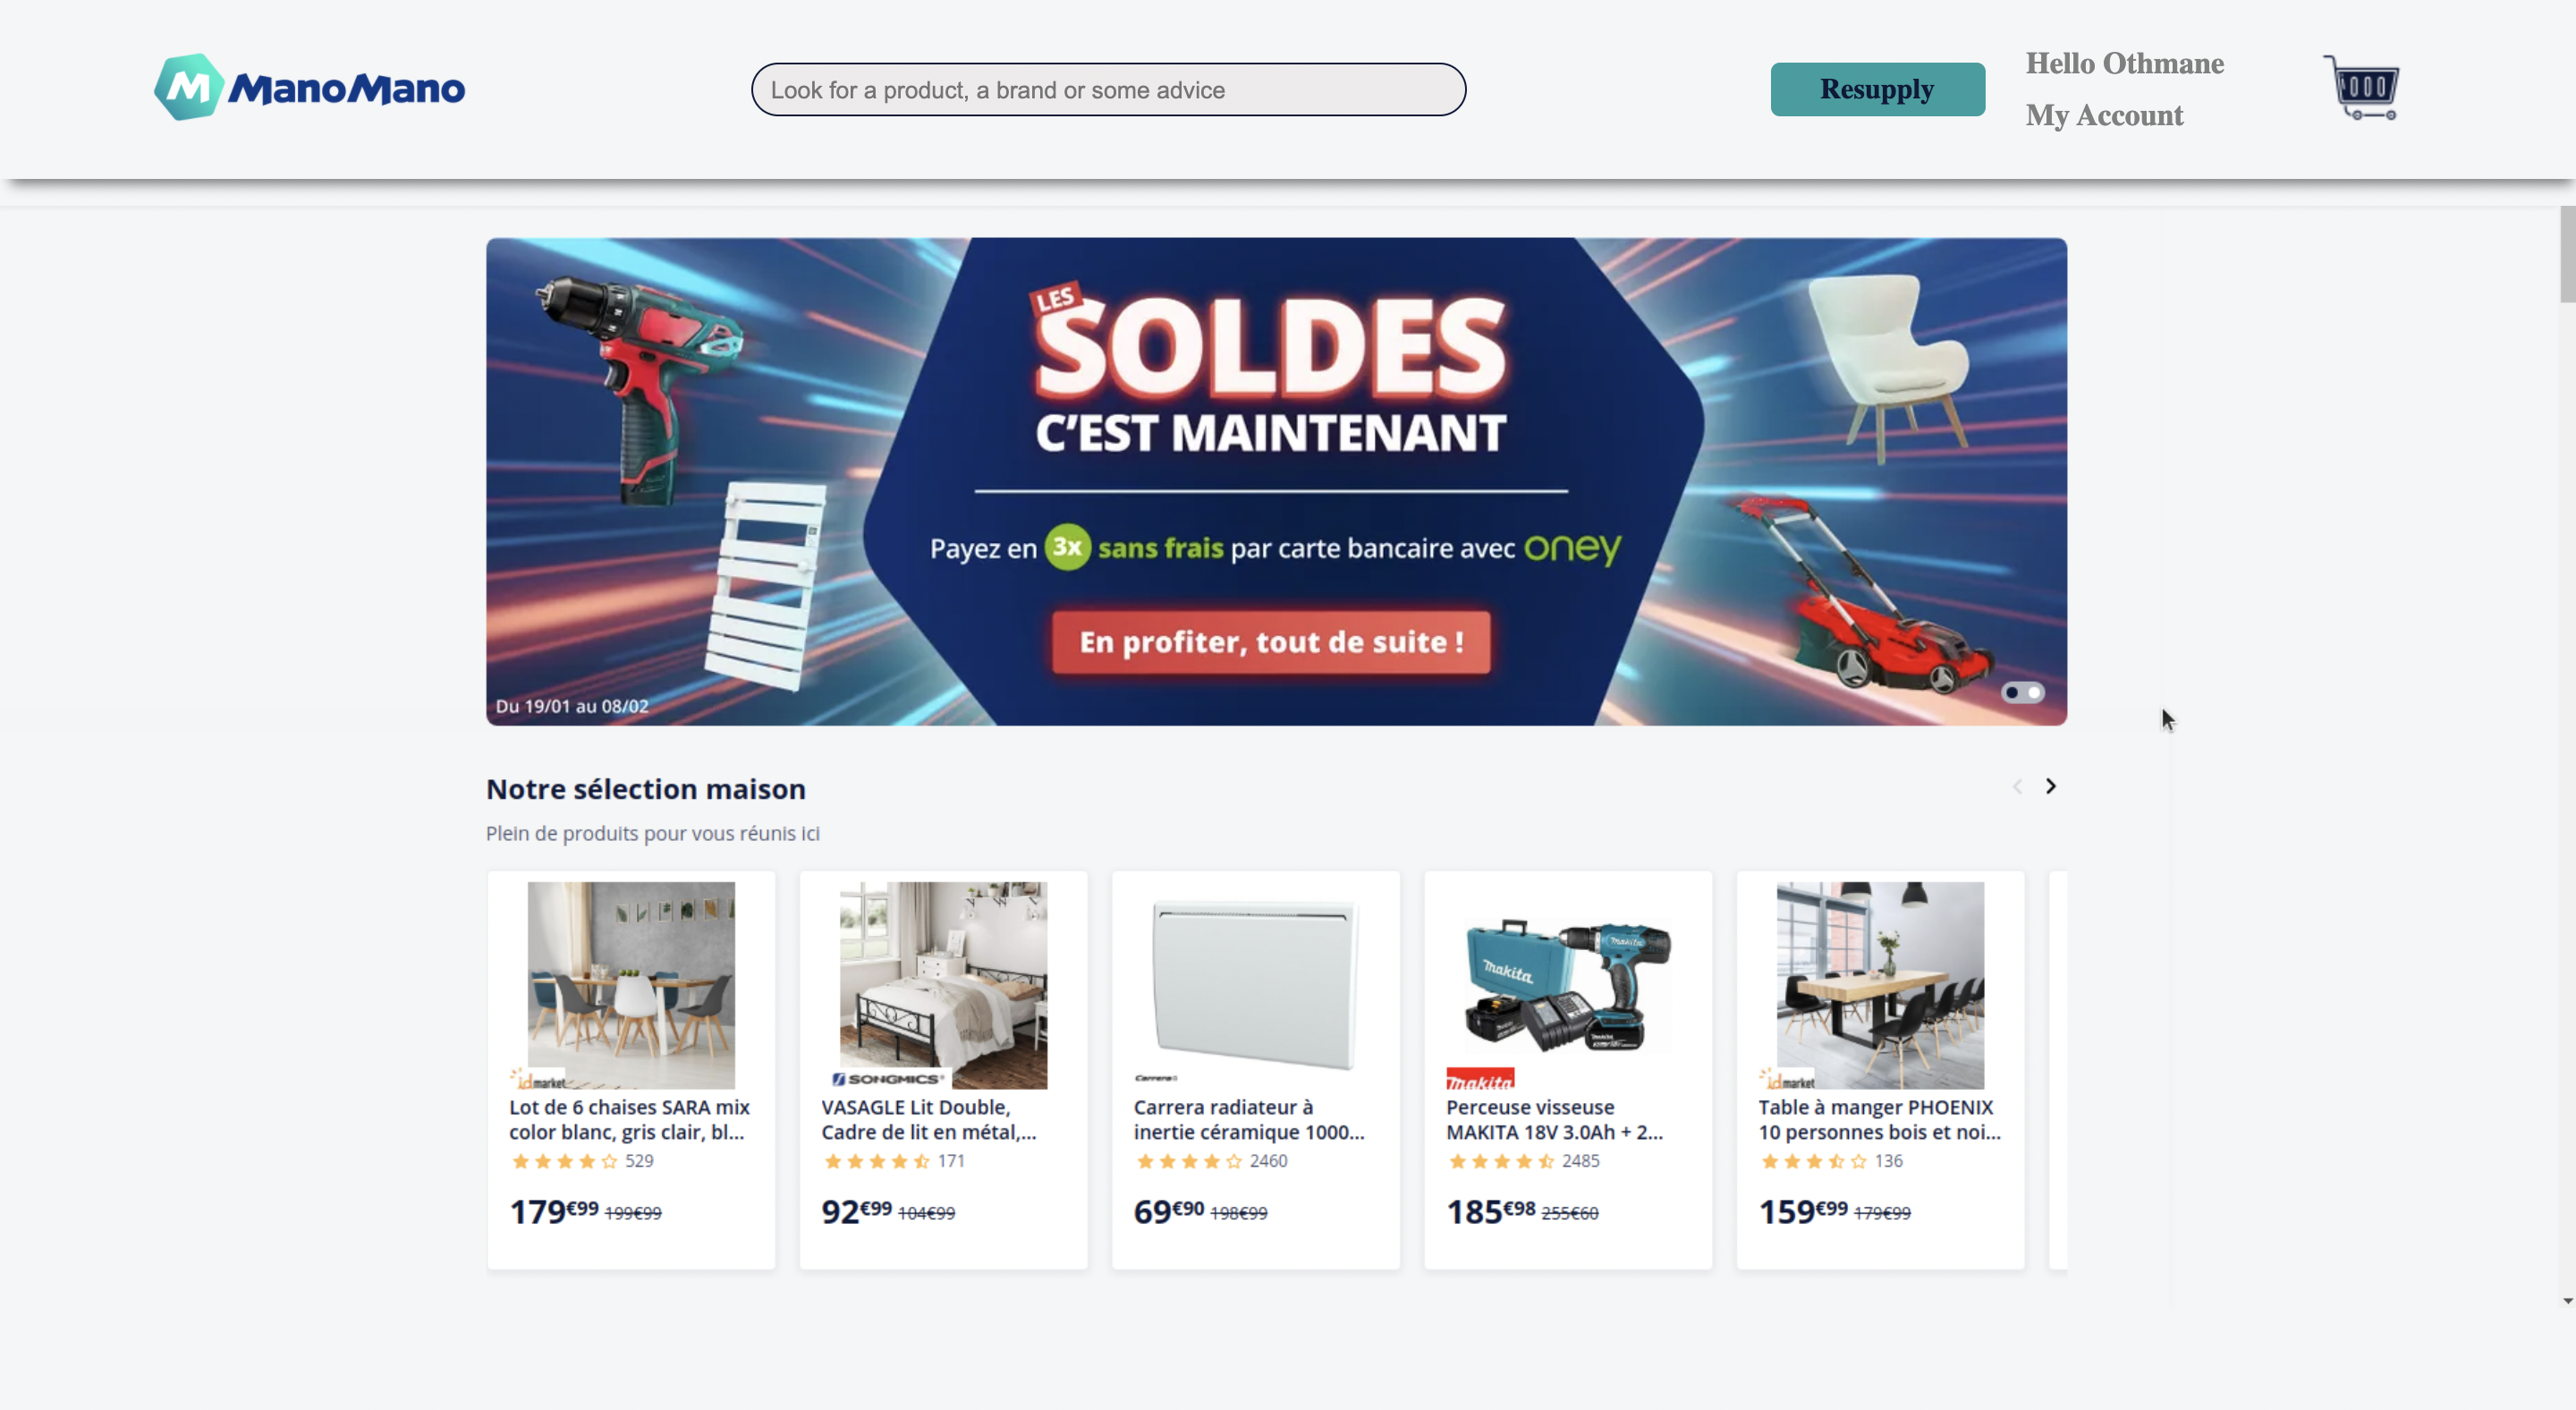 ManoMano
Look for a product, a brand or some advice
Resupply
Hello Othmane
My Account
LES
SOLDES
C'EST MAINTENANT
Payez en 3x sans frais par carte bancaire avec oney
En profiter, tout de suite !
Du 19/01 au 08/02
Notre sélection maison
Plein de produits pour vous réunis ici
idmarket
Lot de 6 chaises SARA mix
color blanc, gris clair, bl...
529
179€99 199€99
SONGMICS
VASAGLE Lit Double,
Cadre de lit en métal,...
171
92€99 104€99
Carrera
Carrera radiateur à
inertie céramique 1000...
2460
69€90 198€99
makita
makita
makita
Perceuse visseuse
MAKITA 18V 3.0Ah + 2...
2485
185€98 255€60
idmarket
Table à manger PHOENIX
10 personnes bois et noi...
136
159€99 179€99